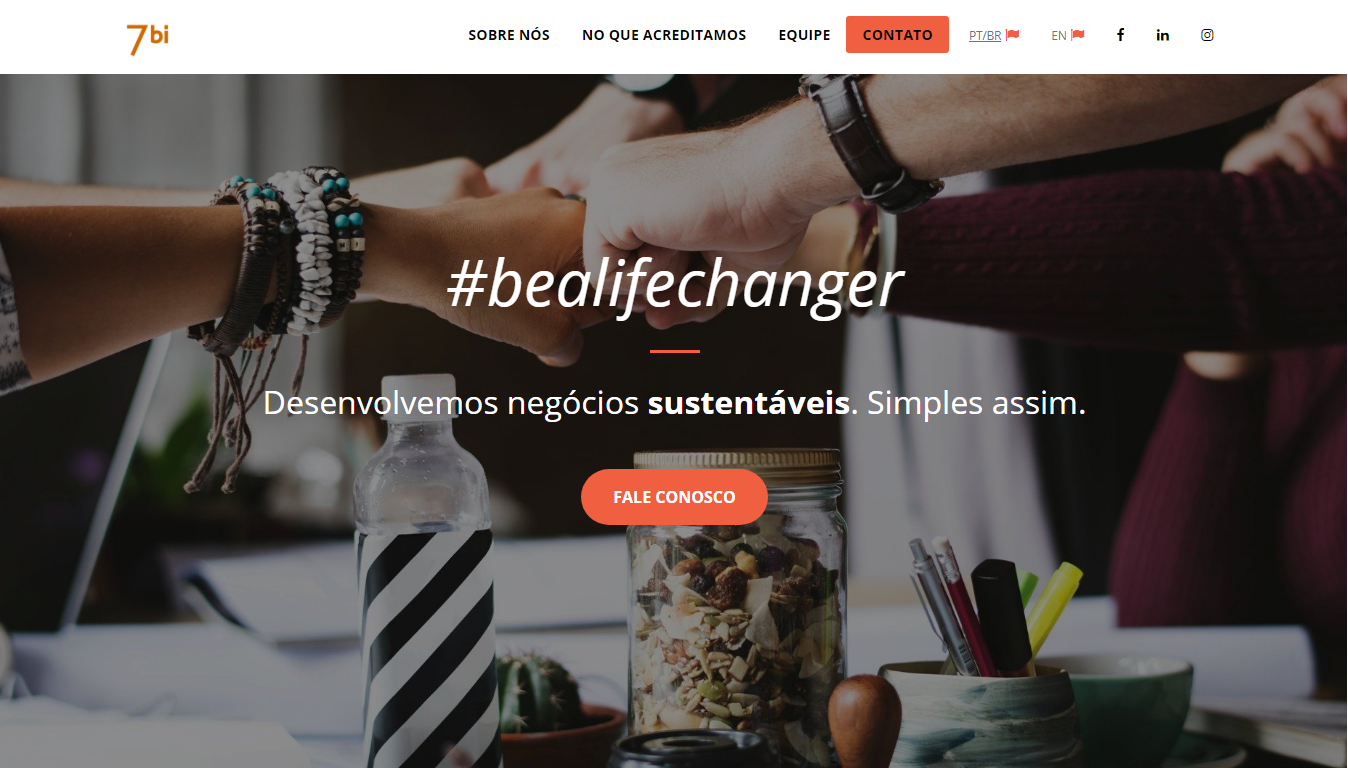 7bi
SOBRE NÓS NO QUE ACREDITAMOS EQUIPE CONTATO PT/BR EN
#bealifechanger
Desenvolvemos negócios sustentáveis. Simples assim.
FALE CONOSCO